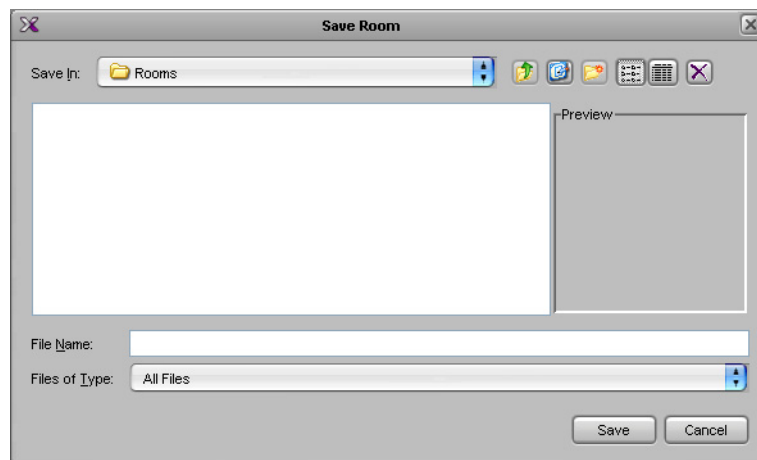 Save Room
Save In: Rooms
Preview
File Name:
Files of Type: All Files
Save Cancel